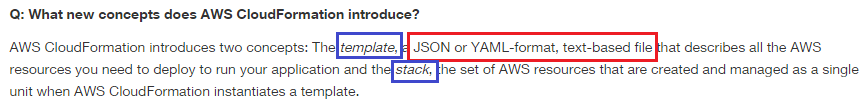 Q: What new concepts does AWS CloudFormation introduce?
AWS CloudFormation introduces two concepts: The template, a JSON or YAML-format, text-based file that describes all the AWS
resources you need to deploy to run your application and the stack, the set of AWS resources that are created and managed as a single
unit when AWS CloudFormation instantiates a template.